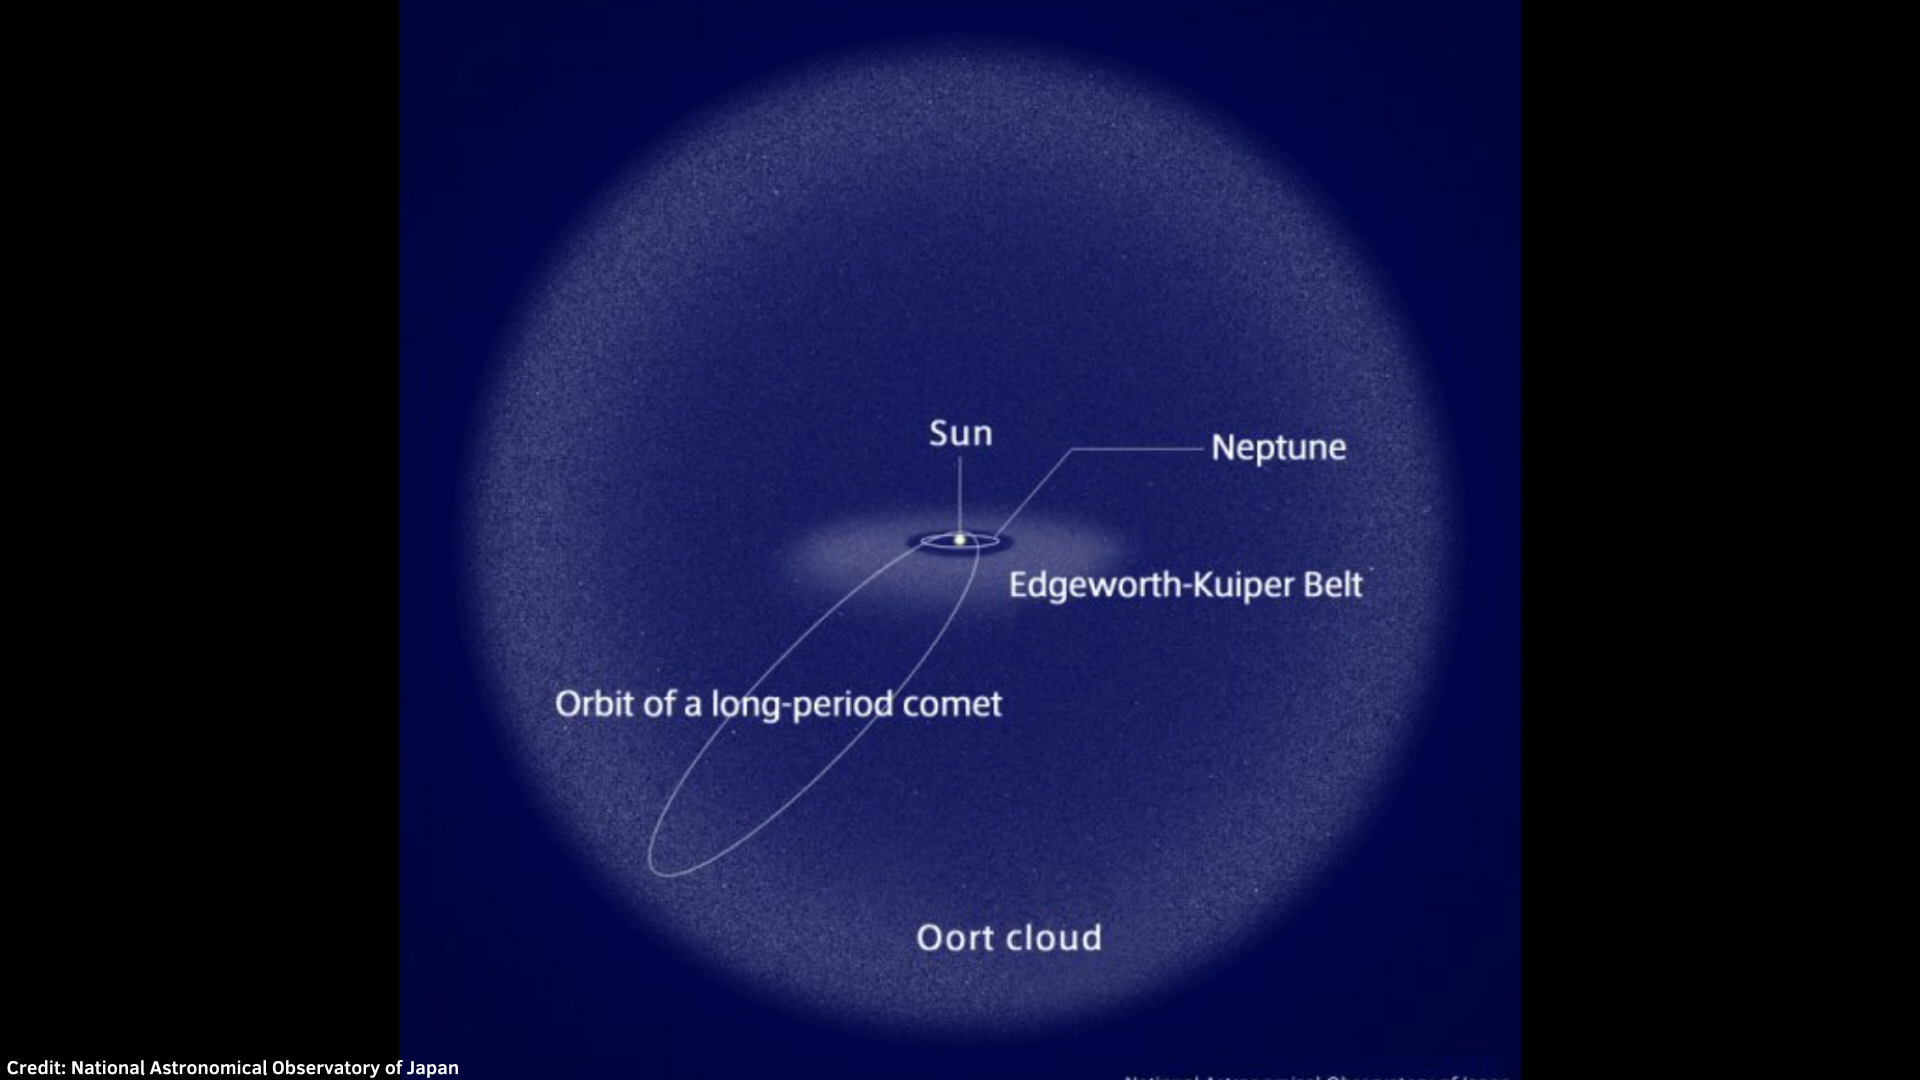 Sun
Neptune
Edgeworth-Kuiper Belt
Orbit of a long-period comet
Oort cloud
Credit: National Astronomical Observatory of Japan